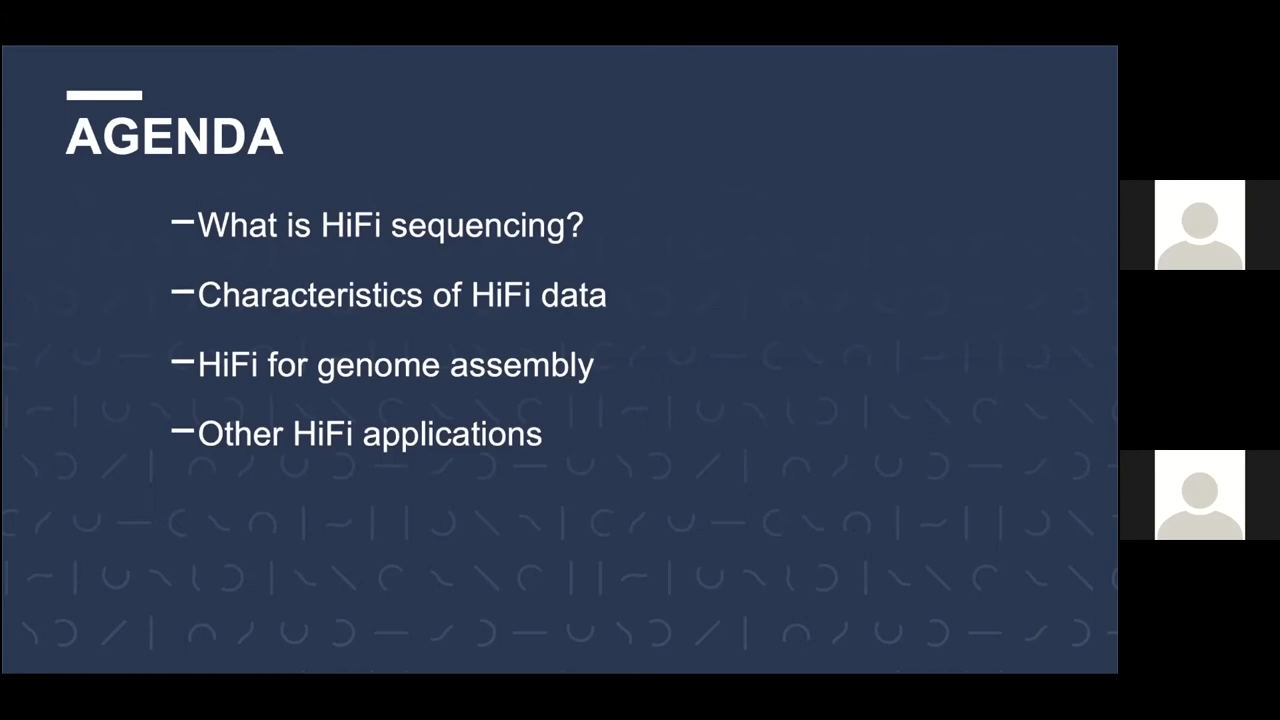 AGENDA
–What is HiFi sequencing?
–Characteristics of HiFi data
–HiFi for genome assembly
–Other HiFi applications